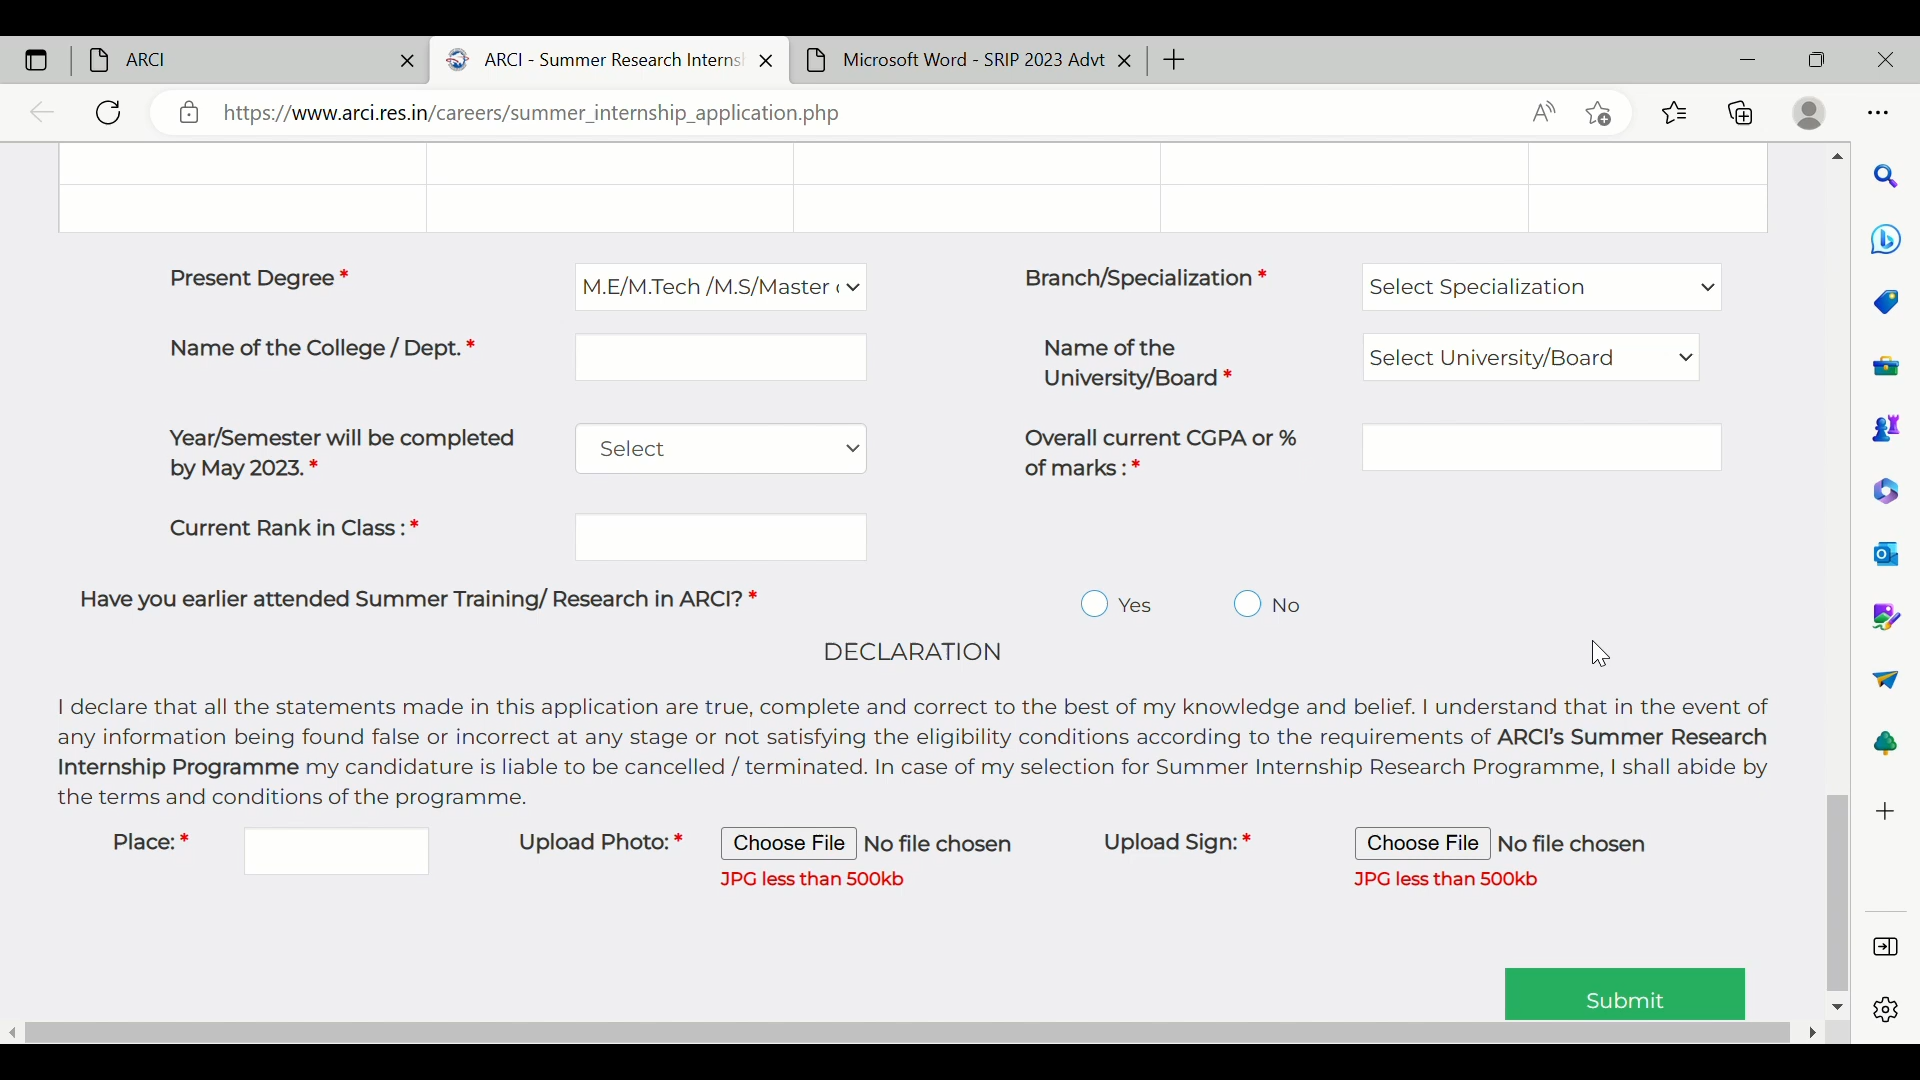 ARCI
ARCI - Summer Research Interns
Microsoft Word - SRIP 2023 Advt
https://www.arci.res.in/careers/summer_internship_application.php
Present Degree *
M.E/M.Tech /M.S/Master
Branch/Specialization *
Select Specialization
Name of the College / Dept. *
Name of the
University/Board *
Select University/Board
Year/Semester will be completed
by May 2023. *
Select
Overall current CGPA or %
of marks : *
Current Rank in Class : *
Have you earlier attended Summer Training/ Research in ARCI? *
Yes
No
DECLARATION
I declare that all the statements made in this application are true, complete and correct to the best of my knowledge and belief. I understand that in the event of
any information being found false or incorrect at any stage or not satisfying the eligibility conditions according to the requirements of ARCI's Summer Research
Internship Programme my candidature is liable to be cancelled / terminated. In case of my selection for Summer Internship Research Programme, I shall abide by
the terms and conditions of the programme.
Place: *
Upload Photo: *
Choose File No file chosen
JPG less than 500kb
Upload Sign: *
Choose File No file chosen
JPG less than 500kb
Submit